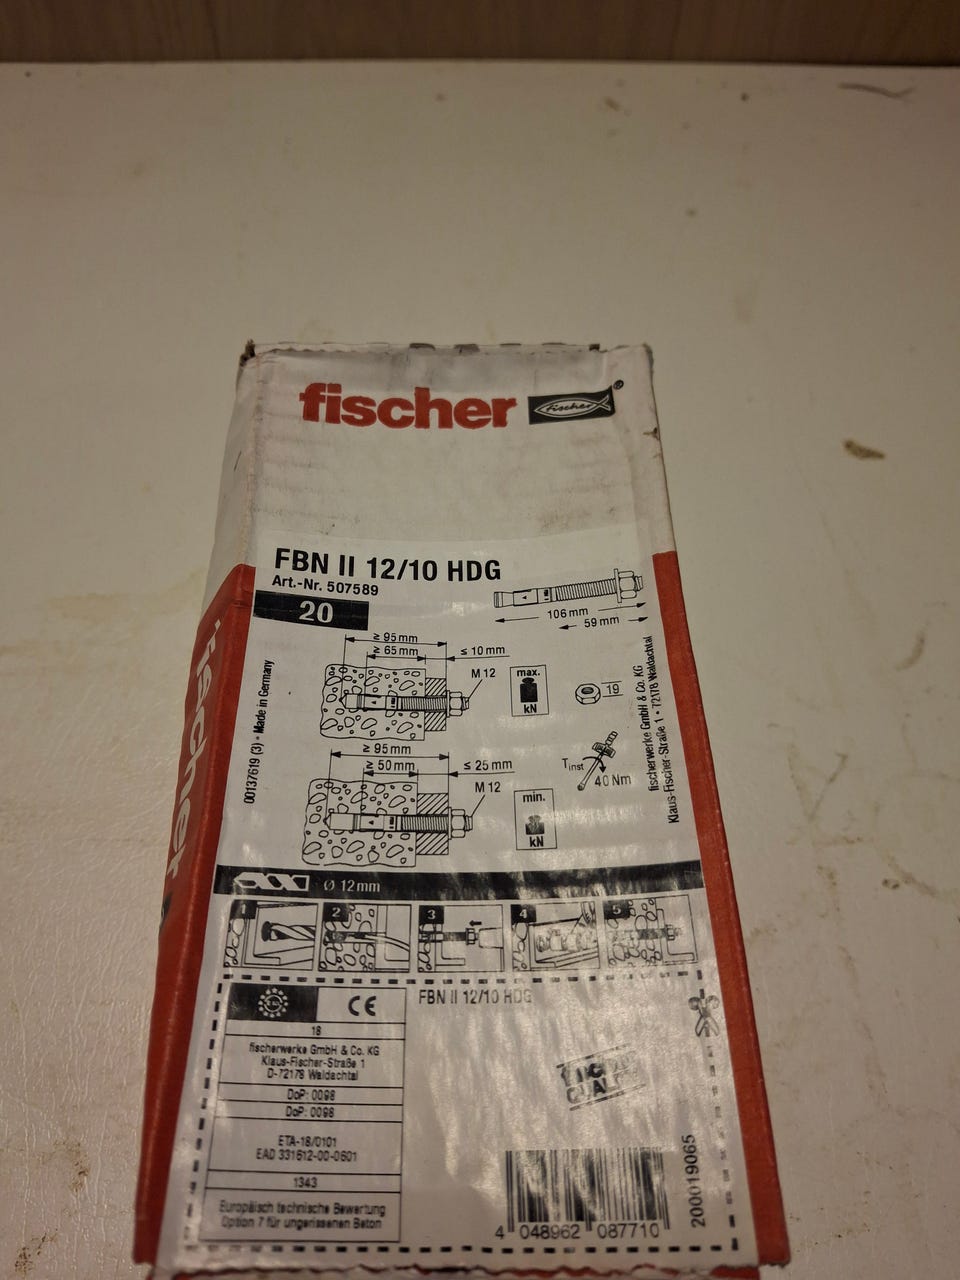 fischer
fischer ®
FBN II 12/10 HDG
Art.-Nr. 507589
20
106 mm
59 mm
≥ 95 mm
≥ 65 mm
≤ 10 mm
M 12
max.
kN
19
≥ 95 mm
≥ 50 mm
≤ 25 mm
M 12
min.
kN
Tinst
40 Nm
00137619 (3) • Made in Germany
fischerwerke GmbH & Co. KG
Klaus-Fischer-Straße 1 • 72178 Waldachtal
fischer
Ø 12 mm
1
2
3
4
5
CE
FBN II 12/10 HDG
18
fischerwerke GmbH & Co. KG
Klaus-Fischer-Straße 1
D-72178 Waldachtal
DoP: 0098
DoP: 0098
ETA-18/0101
EAD 331612-00-0601
1343
Europäisch technische Bewertung
Option 7 für ungerissenen Beton
QUALITY
4 048962 087710
200019065